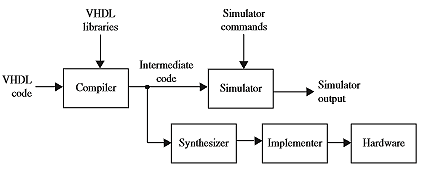 VHDL
libraries
Simulator
commands
VHDL
code
Compiler
Intermediate
code
Simulator
Simulator
output
Synthesizer
Implementer
Hardware